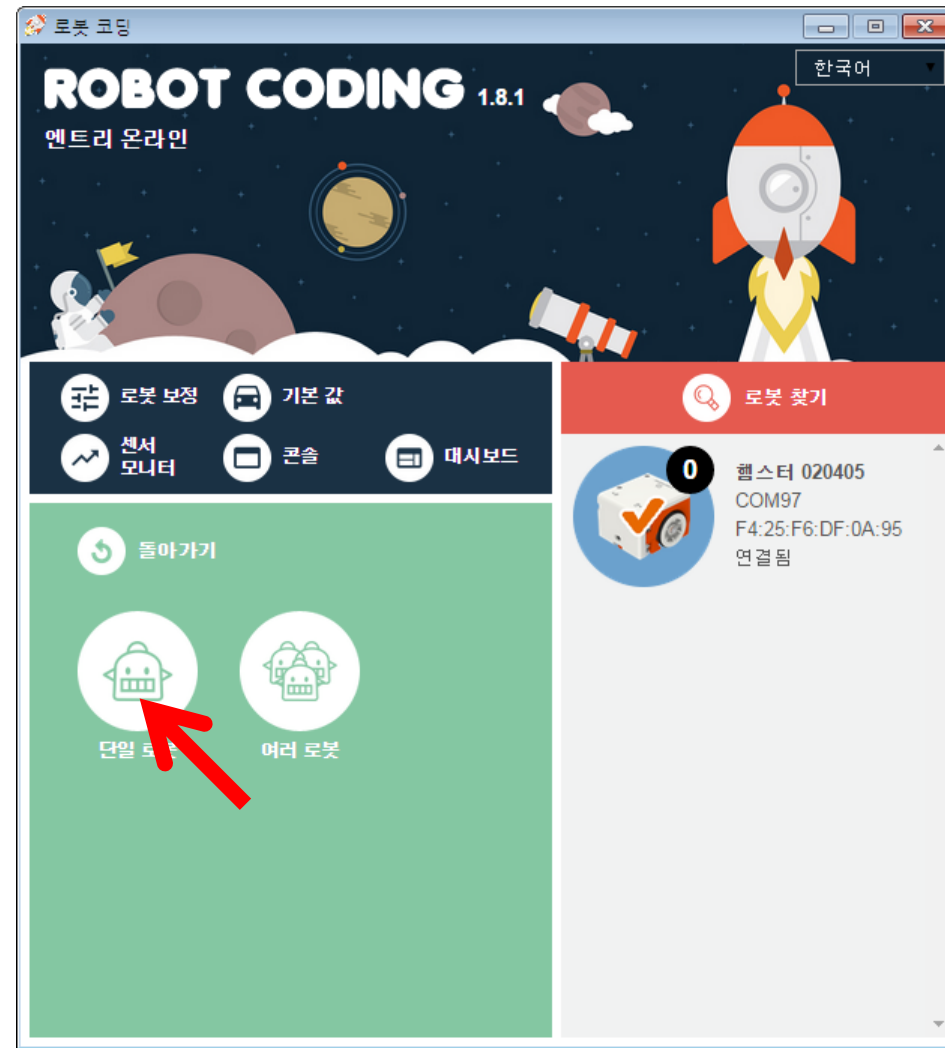 로봇 코딩
한국어
ROBOT CODING 1.8.1
엔트리 온라인
로봇 보정
기본 값
센서
모니터
콘솔
대시보드
로봇 찾기
0
햄스터 020405
COM97
F4:25:F6:DF:0A:95
연결됨
돌아가기
단일
여러 로봇